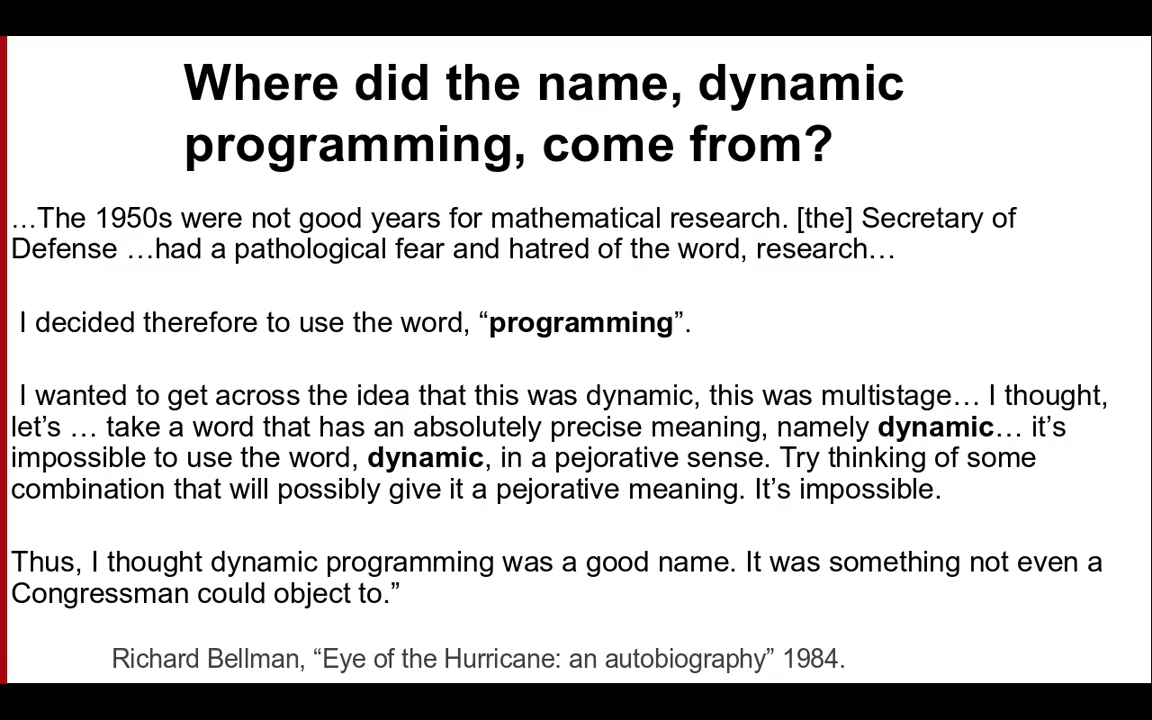 Where did the name, dynamic
programming, come from?
…The 1950s were not good years for mathematical research. [the] Secretary of
Defense …had a pathological fear and hatred of the word, research…
I decided therefore to use the word, “programming”.
I wanted to get across the idea that this was dynamic, this was multistage… I thought,
let’s … take a word that has an absolutely precise meaning, namely dynamic… it’s
impossible to use the word, dynamic, in a pejorative sense. Try thinking of some
combination that will possibly give it a pejorative meaning. It’s impossible.
Thus, I thought dynamic programming was a good name. It was something not even a
Congressman could object to.”
Richard Bellman, “Eye of the Hurricane: an autobiography” 1984.